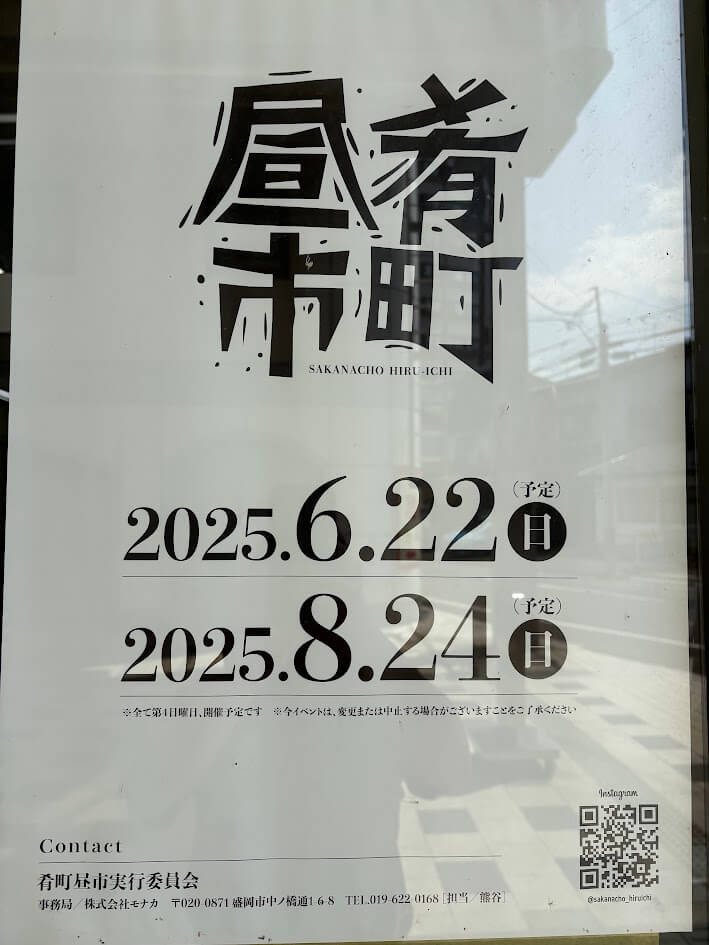 肴町
昼市
SAKANACHO HIRU-ICHI
2025.6.22(予定)日
2025.8.24(予定)日
※全て第4日曜日、開催予定です ※今イベントは、変更または中止する場合がございますことをご了承ください
Contact
肴町昼市実行委員会
事務局/株式会社モナカ 〒020-0871 盛岡市中ノ橋通1-6-8 TEL.019-622-0168 [担当/熊谷]
Instagram
@sakanacho_hiruichi